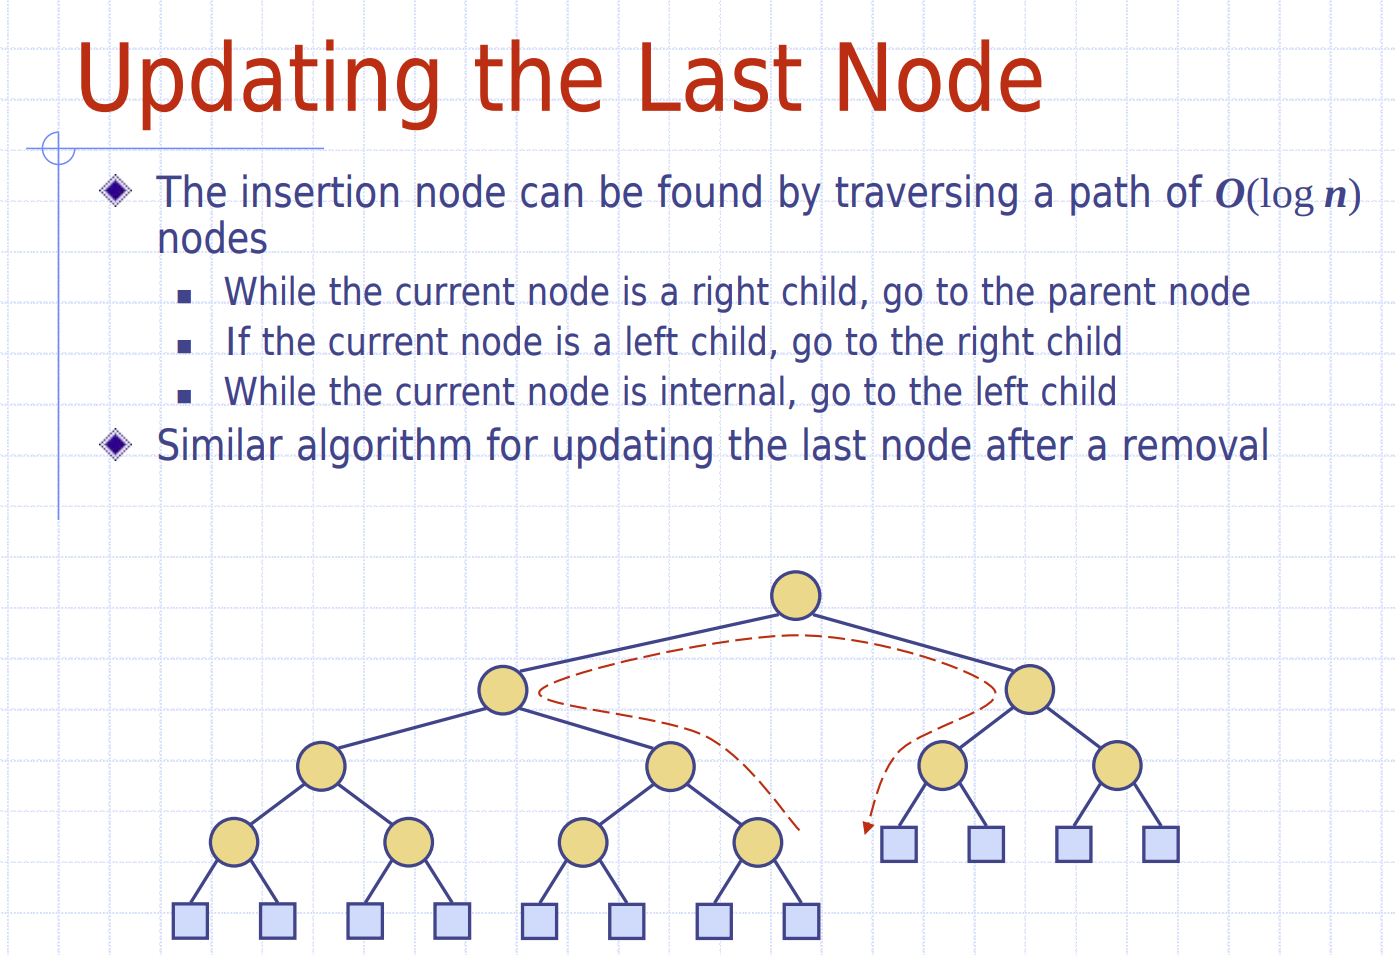 Updating the Last Node
The insertion node can be found by traversing a path of O(log n)
nodes
While the current node is a right child, go to the parent node
If the current node is a left child, go to the right child
While the current node is internal, go to the left child
Similar algorithm for updating the last node after a removal